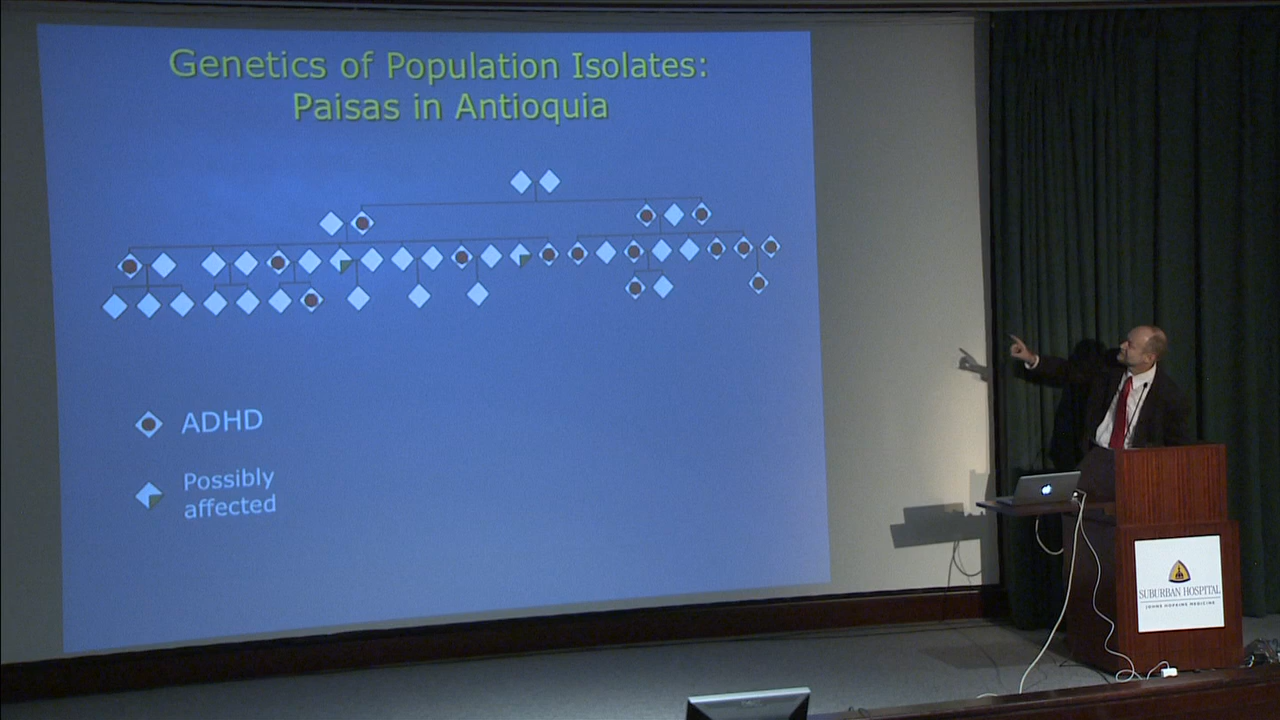 Genetics of Population Isolates:
Paisas in Antioquia
ADHD
Possibly
affected
SUBURBAN HOSPITAL
JOHNS HOPKINS MEDICINE